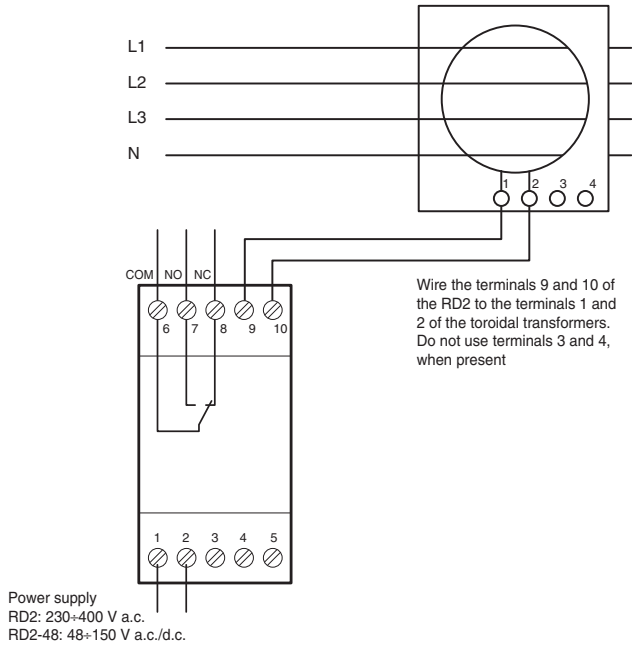 L1
L2
L3
N
1 2 3 4
COM NO NC
6 7 8 9 10
Wire the terminals 9 and 10 of
the RD2 to the terminals 1 and
2 of the toroidal transformers.
Do not use terminals 3 and 4,
when present
1 2 3 4 5
Power supply
RD2: 230÷400 V a.c.
RD2-48: 48÷150 V a.c./d.c.